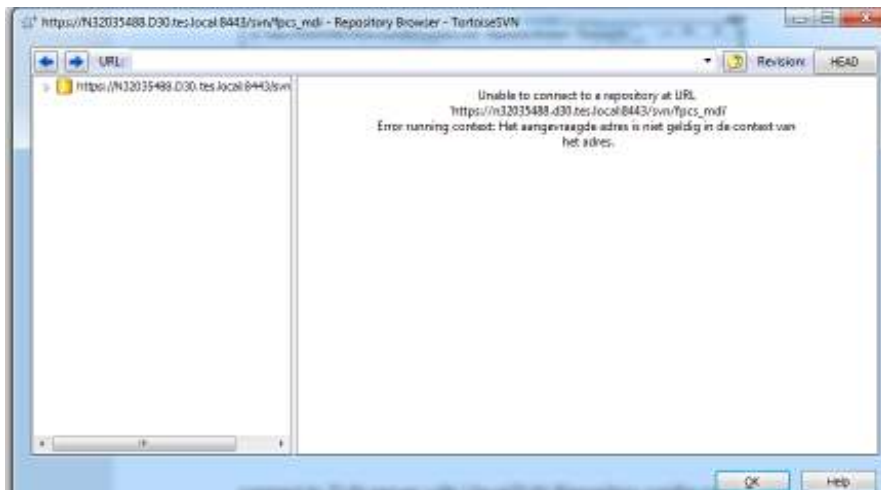 https://N32035488.D30.tes.local:8443/svn/fpcs_mdi - Repository Browser - TortoiseSVN
URL:
Revision: HEAD
https://N32035488.D30.tes.local:8443/svn
Unable to connect to a repository at URL
'https://n32035488.d30.tes.local:8443/svn/fpcs_mdi'
Error running context: Het aangevraagde adres is niet geldig in de context van
het adres.
OK Help